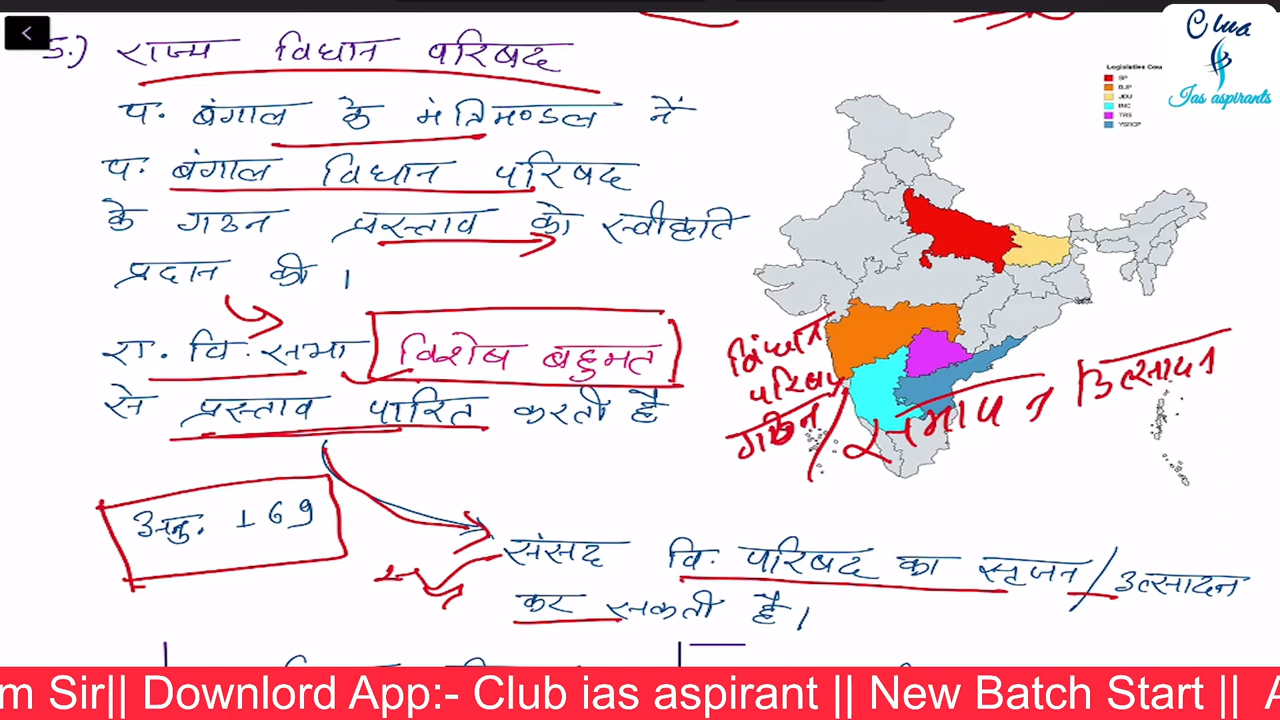 5.) राज्य विधान परिषद
प. बंगाल के मंत्रिमण्डल ने
प. बंगाल विधान परिषद
के गठन प्रस्ताव को स्वीकृति
प्रदान की।
रा. वि. सभा विशेष बहुमत
से प्रस्ताव पारित करती है
अनु. 169
संसद वि. परिषद का सृजन/उत्सादन
कर सकती है।
विधान
परिषद
गठन/समापन उत्सादन
Legislative Cou
SP
BJP
JDU
INC
TRS
YSRCP
Club
Ias aspirants
m Sir|| Downlord App:- Club ias aspirant || New Batch Start || A